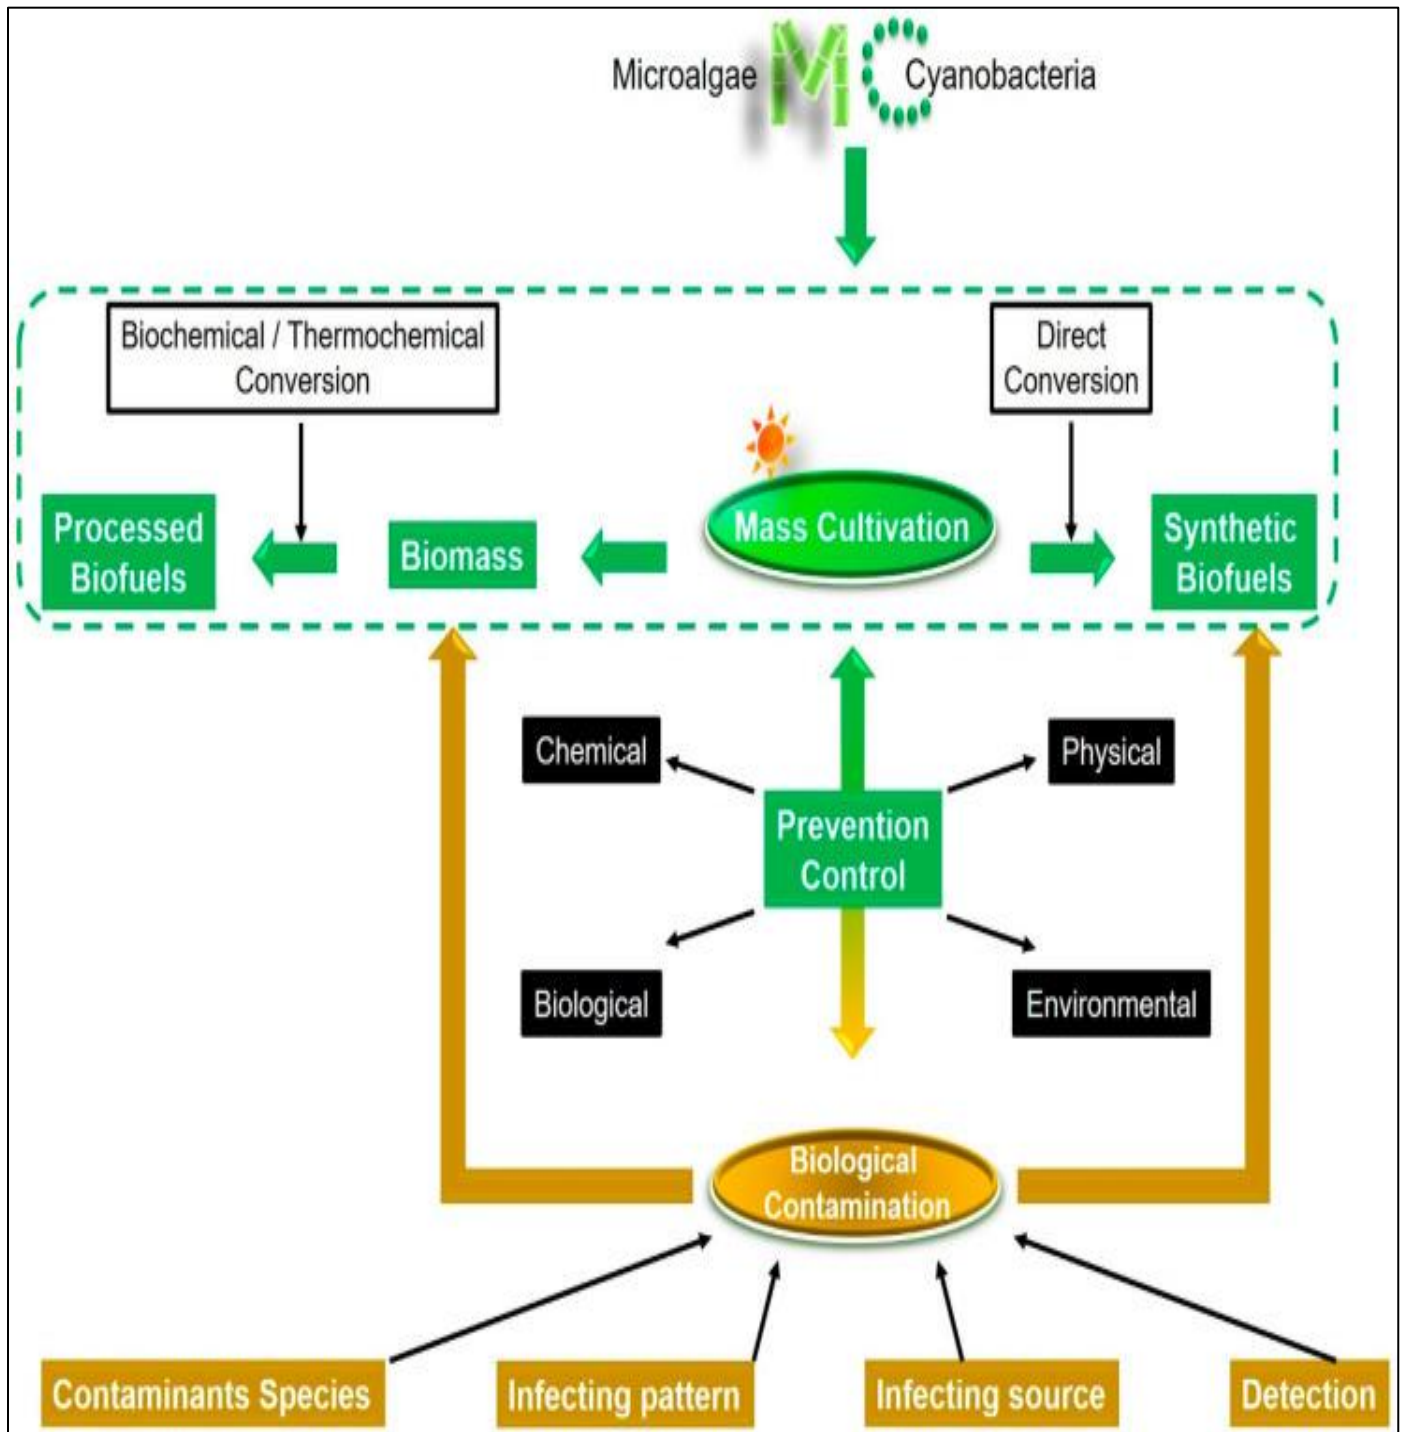 Microalgae MC Cyanobacteria
Biochemical / Thermochemical
Conversion
Direct
Conversion
Processed
Biofuels
Biomass
Mass Cultivation
Synthetic
Biofuels
Chemical
Physical
Prevention
Control
Biological
Environmental
Biological
Contamination
Contaminants Species
Infecting pattern
Infecting source
Detection